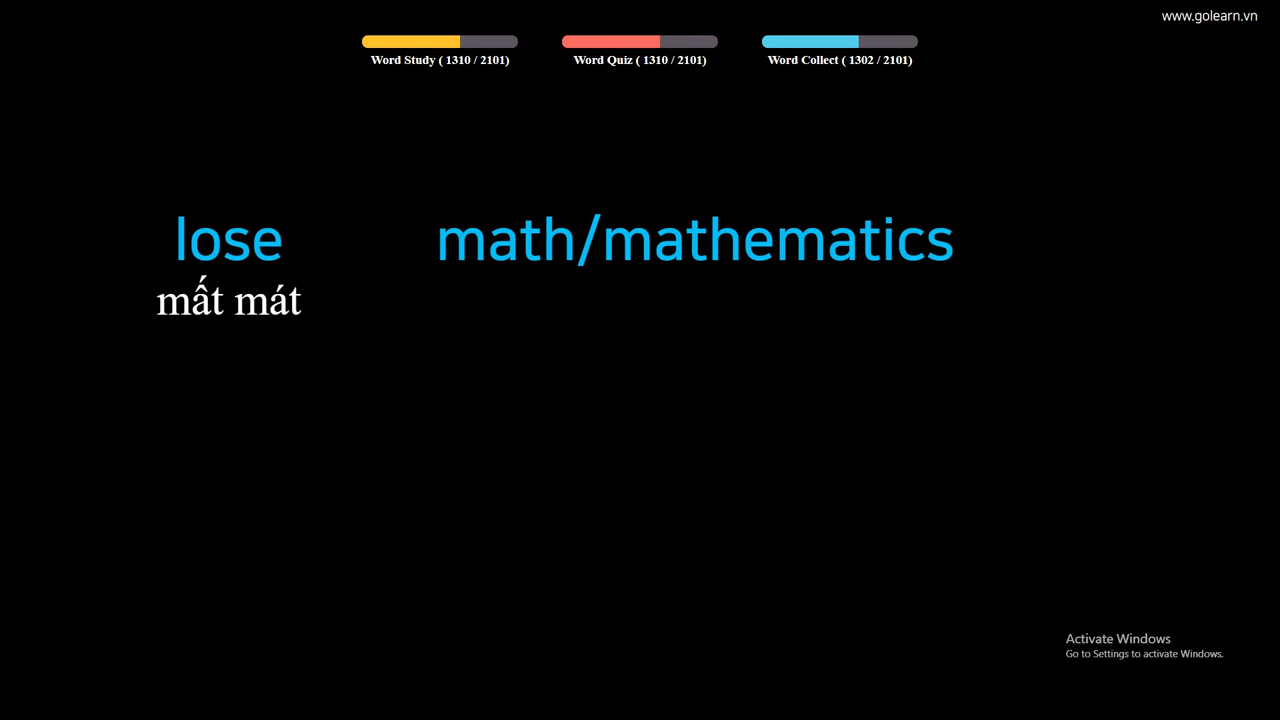 www.golearn.vn
Word Study ( 1310 / 2101)
Word Quiz ( 1310 / 2101)
Word Collect ( 1302 / 2101)
lose
math/mathematics
mất mát
Activate Windows
Go to Settings to activate Windows.